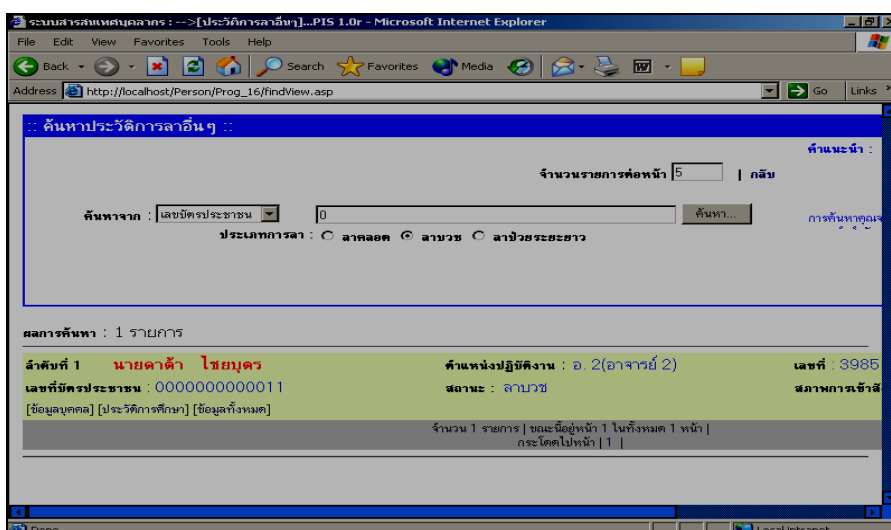 ระบบสารสนเทศบุคลากร : -->[ประวัติการลาอื่นๆ]...PIS 1.0r - Microsoft Internet Explorer
File Edit View Favorites Tools Help
Back Search Favorites Media
Address http://localhost/Person/Prog_16/findView.asp Go Links
:: ค้นหาประวัติการลาอื่น ๆ ::
คำแนะนำ :
จำนวนรายการต่อหน้า 5 | กลับ
ค้นหาจาก : เลขบัตรประชาชน 0 ค้นหา...
ประเภทการลา : ลาคลอด ลาบวช ลาป่วยระยะยาว
ผลการค้นหา : 1 รายการ
ลำดับที่ 1 นายดาด้า ไชยบุตร ตำแหน่งปฏิบัติงาน : อ. 2(อาจารย์ 2) เลขที่ : 3985
เลขที่บัตรประชาชน : 0000000000011 สถานะ : ลาบวช
[ข้อมูลบุคคล] [ประวัติการศึกษา] [ข้อมูลทั้งหมด]
จำนวน 1 รายการ | ขณะนี้อยู่หน้า 1 ในทั้งหมด 1 หน้า |
กระโดดไปหน้า | 1 |
Done Local intranet